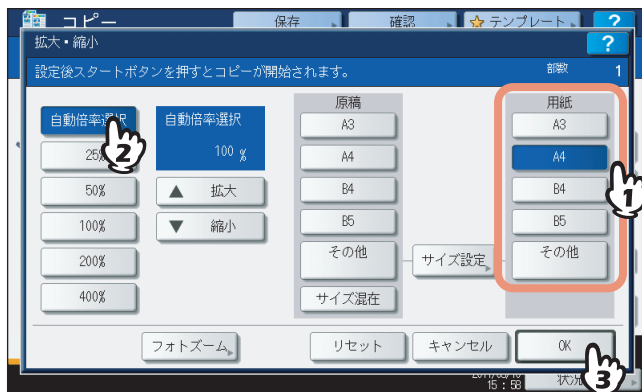 コピー
保存
確認
テンプレート
?
拡大・縮小
?
設定後スタートボタンを押すとコピーが開始されます。
部数
1
原稿
用紙
自動倍率選択
自動倍率選択
100 %
A3
A3
25%
A4
A4
50%
拡大
B4
B4
100%
縮小
B5
B5
200%
その他
サイズ設定
その他
400%
サイズ混在
フォトズーム
リセット
キャンセル
OK
15:58
状況
1
2
3